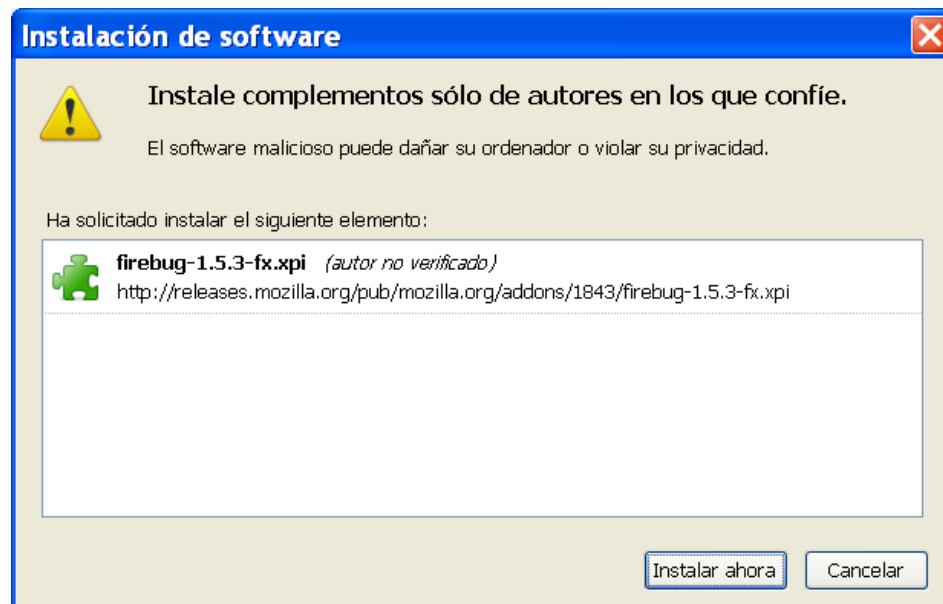 Instalación de software
Instale complementos sólo de autores en los que confíe.
El software malicioso puede dañar su ordenador o violar su privacidad.
Ha solicitado instalar el siguiente elemento:
firebug-1.5.3-fx.xpi (autor no verificado)
http://releases.mozilla.org/pub/mozilla.org/addons/1843/firebug-1.5.3-fx.xpi
Instalar ahora Cancelar